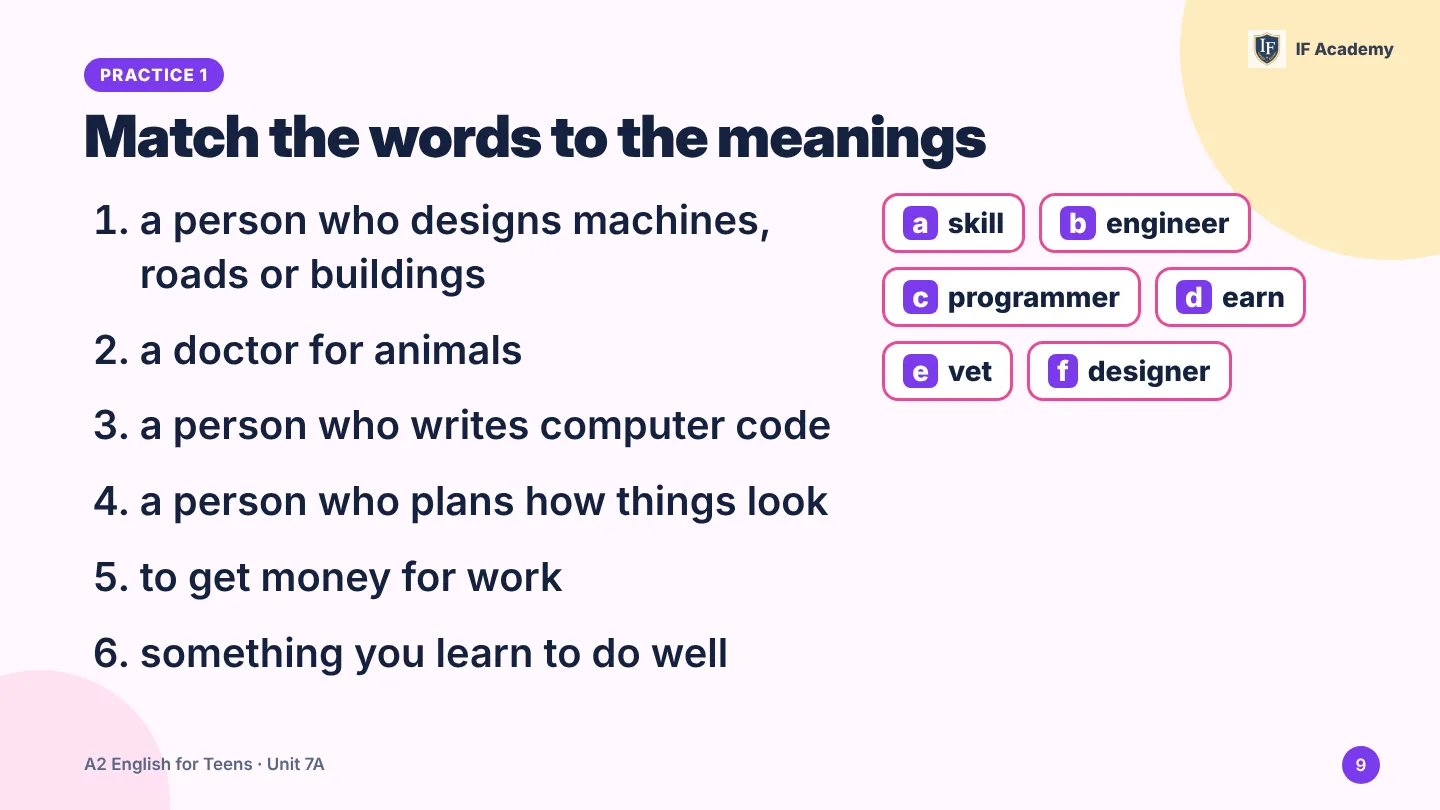 IF
IF Academy
PRACTICE 1
Match the words to the meanings
1. a person who designs machines,
roads or buildings
2. a doctor for animals
3. a person who writes computer code
4. a person who plans how things look
5. to get money for work
6. something you learn to do well
a skill
b engineer
c programmer
d earn
e vet
f designer
A2 English for Teens · Unit 7A
9